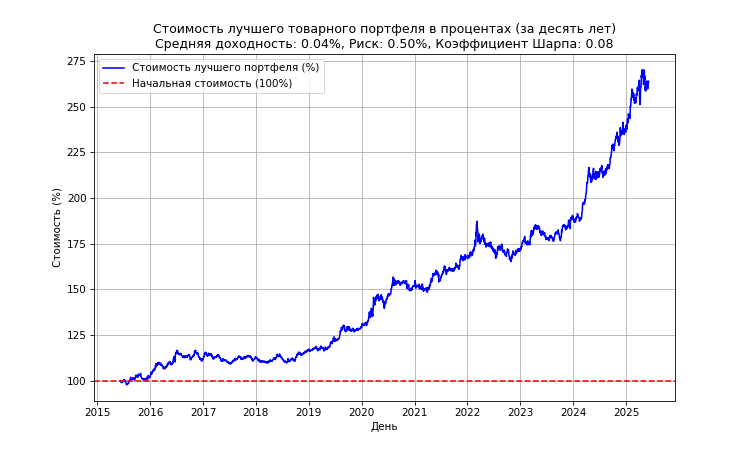 Стоимость лучшего товарного портфеля в процентах (за десять лет)
Средняя доходность: 0.04%, Риск: 0.50%, Коэффициент Шарпа: 0.08
Стоимость лучшего портфеля (%)
Начальная стоимость (100%)
Стоимость (%)
275
250
225
200
175
150
125
100
2015 2016 2017 2018 2019 2020 2021 2022 2023 2024 2025
День